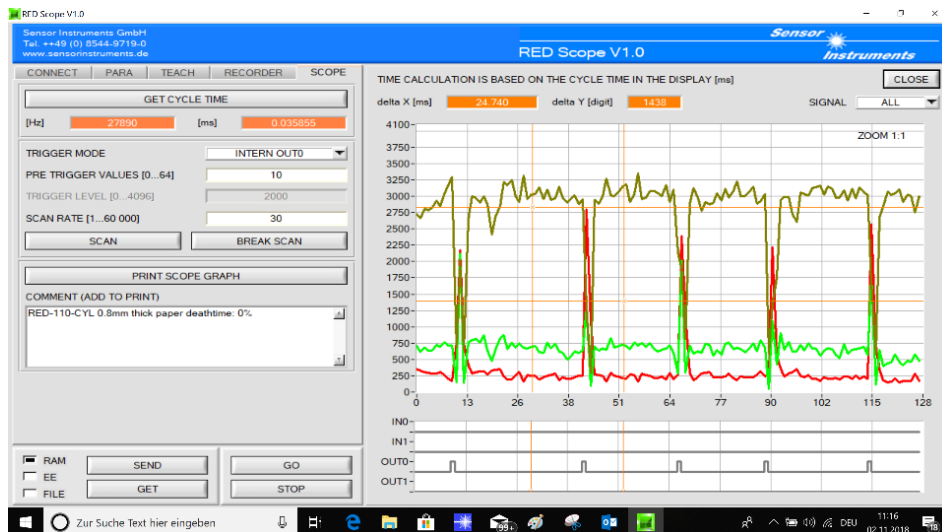 RED Scope V1.0
Sensor Instruments GmbH
Tel. ++49 (0) 8544-9719-0
www.sensorinstruments.de
RED Scope V1.0
Sensor
Instruments
CONNECT PARA TEACH RECORDER SCOPE
GET CYCLE TIME
[Hz] 27890 [ms] 0.035855
TRIGGER MODE INTERN OUT0
PRE TRIGGER VALUES [0...64] 10
TRIGGER LEVEL [0...4096] 2000
SCAN RATE [1...60 000] 30
SCAN BREAK SCAN
PRINT SCOPE GRAPH
COMMENT (ADD TO PRINT)
RED-110-CYL 0.8mm thick paper deathtime: 0%
RAM
EE
FILE
SEND GO
GET STOP
TIME CALCULATION IS BASED ON THE CYCLE TIME IN THE DISPLAY [ms] CLOSE
delta X [ms] 24.740 delta Y [digit] 1438 SIGNAL ALL
ZOOM 1:1
4100
3750
3500
3250
3000
2750
2500
2250
2000
1750
1500
1250
1000
750
500
250
0
0 13 26 38 51 64 77 90 102 115 128
IN0
IN1
OUT0
OUT1
Zur Suche Text hier eingeben
99+
DEU
11:16
02.11.2018